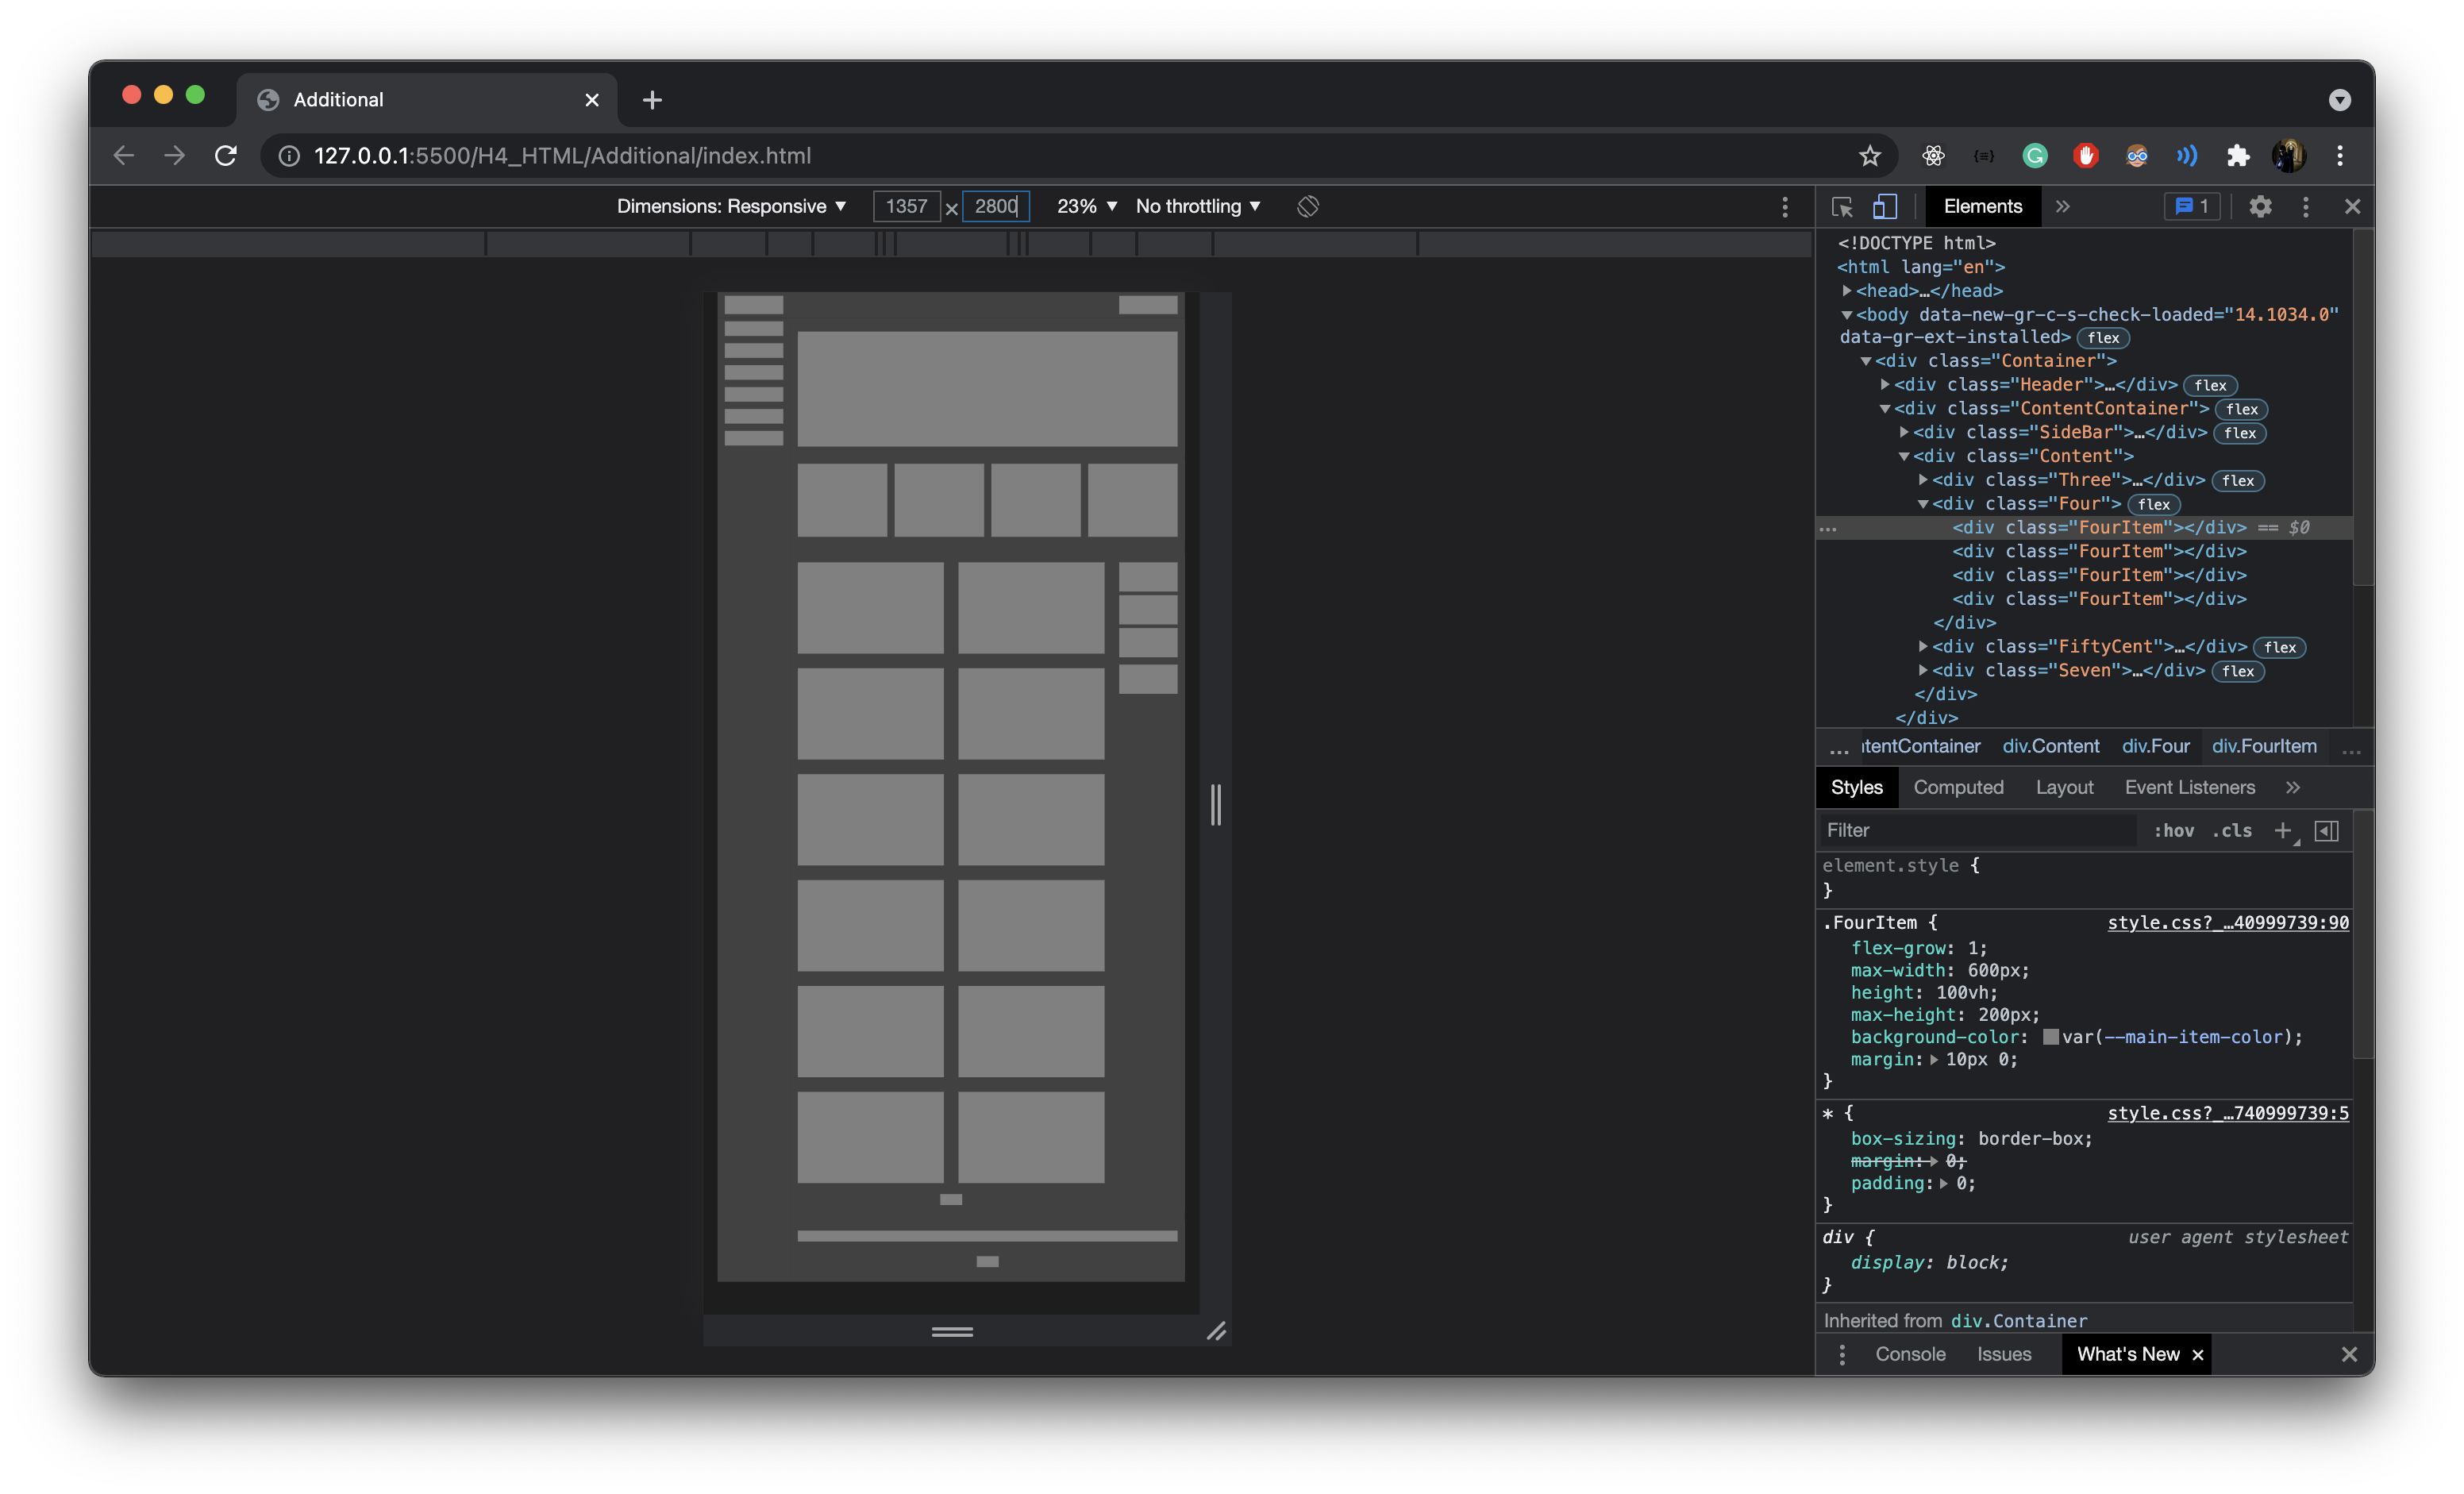 Additional
127.0.0.1:5500/H4_HTML/Additional/index.html
Dimensions: Responsive 1357 × 2800 23% No throttling
Elements 1
<!DOCTYPE html>
<html lang="en">
<head>…</head>
<body data-new-gr-c-s-check-loaded="14.1034.0"
data-gr-ext-installed> flex
<div class="Container">
<div class="Header">…</div> flex
<div class="ContentContainer"> flex
<div class="SideBar">…</div> flex
<div class="Content">
<div class="Three">…</div> flex
<div class="Four"> flex
… <div class="FourItem"></div> == $0
<div class="FourItem"></div>
<div class="FourItem"></div>
<div class="FourItem"></div>
</div>
<div class="FiftyCent">…</div> flex
<div class="Seven">…</div> flex
</div>
</div>
… ntentContainer div.Content div.Four div.FourItem …
Styles Computed Layout Event Listeners
Filter :hov .cls
element.style {
}
.FourItem { style.css?_…40999739:90
flex-grow: 1;
max-width: 600px;
height: 100vh;
max-height: 200px;
background-color: var(--main-item-color);
margin: 10px 0;
}
* { style.css?_…740999739:5
box-sizing: border-box;
margin: 0;
padding: 0;
}
div { user agent stylesheet
display: block;
}
Inherited from div.Container
Console Issues What's New